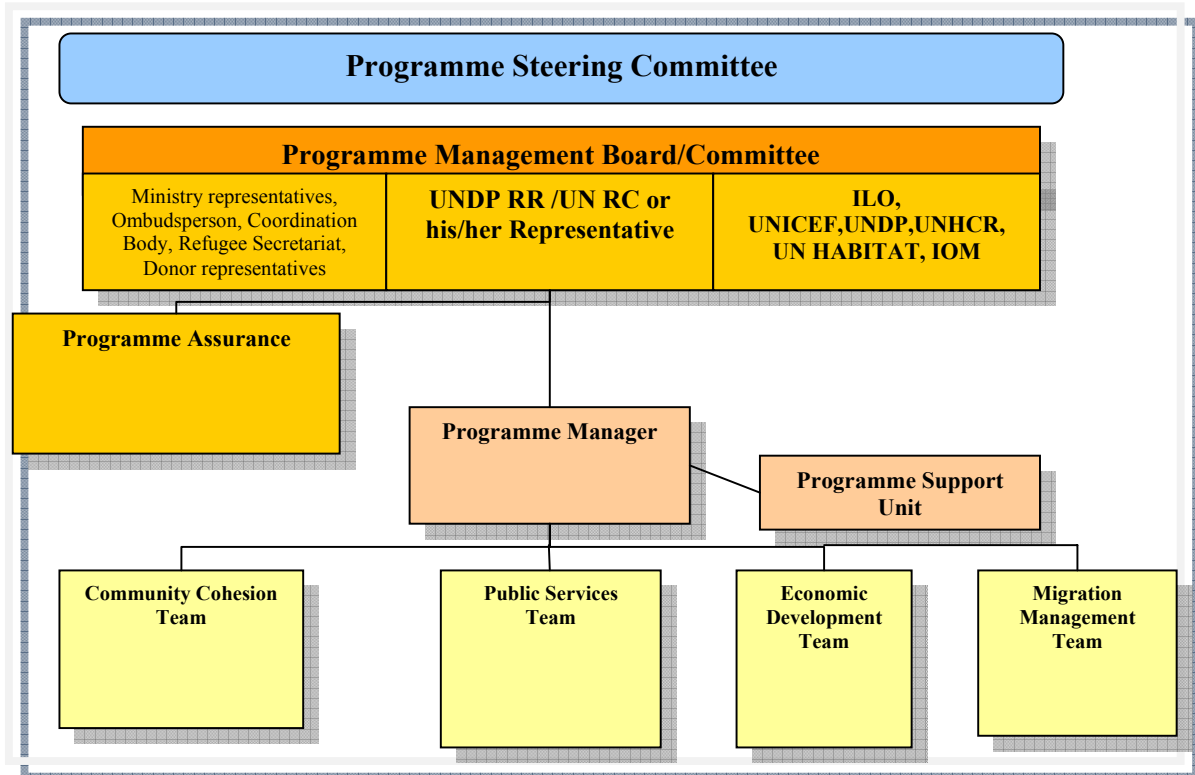 Programme Steering Committee
Programme Management Board/Committee
Ministry representatives,
Ombudsperson, Coordination
Body, Refugee Secretariat,
Donor representatives
UNDP RR /UN RC or
his/her Representative
ILO,
UNICEF,UNDP,UNHCR,
UN HABITAT, IOM
Programme Assurance
Programme Manager
Programme Support
Unit
Community Cohesion
Team
Public Services
Team
Economic
Development
Team
Migration
Management
Team